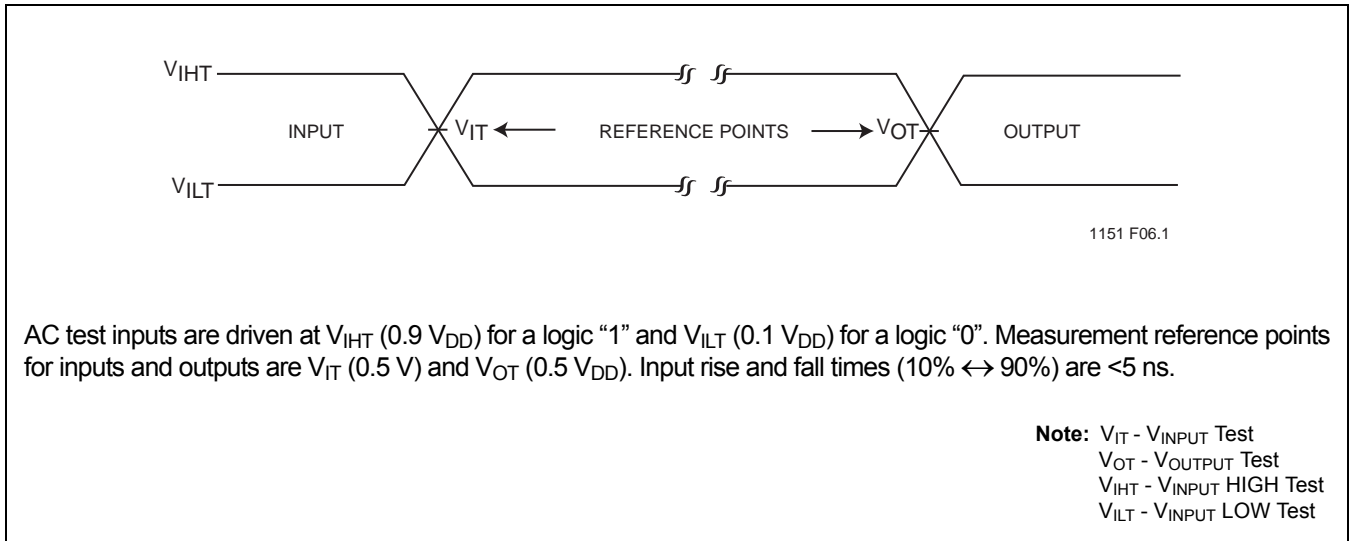 VIHT
INPUT VIT REFERENCE POINTS VOT OUTPUT
VILT
1151 F06.1
AC test inputs are driven at VIHT (0.9 VDD) for a logic “1” and VILT (0.1 VDD) for a logic “0”. Measurement reference points
for inputs and outputs are VIT (0.5 V) and VOT (0.5 VDD). Input rise and fall times (10% ↔ 90%) are <5 ns.
Note: VIT - VINPUT Test
VOT - VOUTPUT Test
VIHT - VINPUT HIGH Test
VILT - VINPUT LOW Test